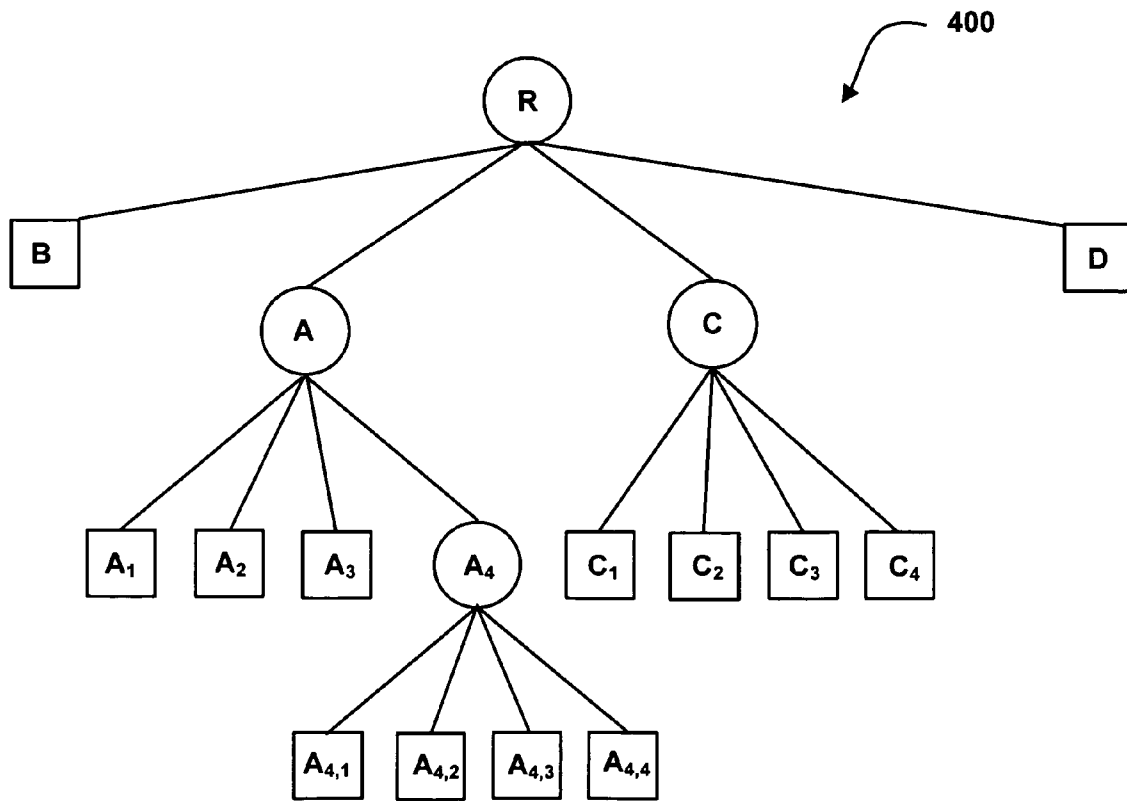 400
R
B
D
A
C
A₁ A₂ A₃ A₄ C₁ C₂ C₃ C₄
A₄,₁ A₄,₂ A₄,₃ A₄,₄